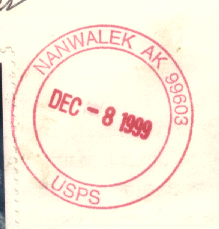 NANWALEK AK 99603
DEC - 8 1999
USPS